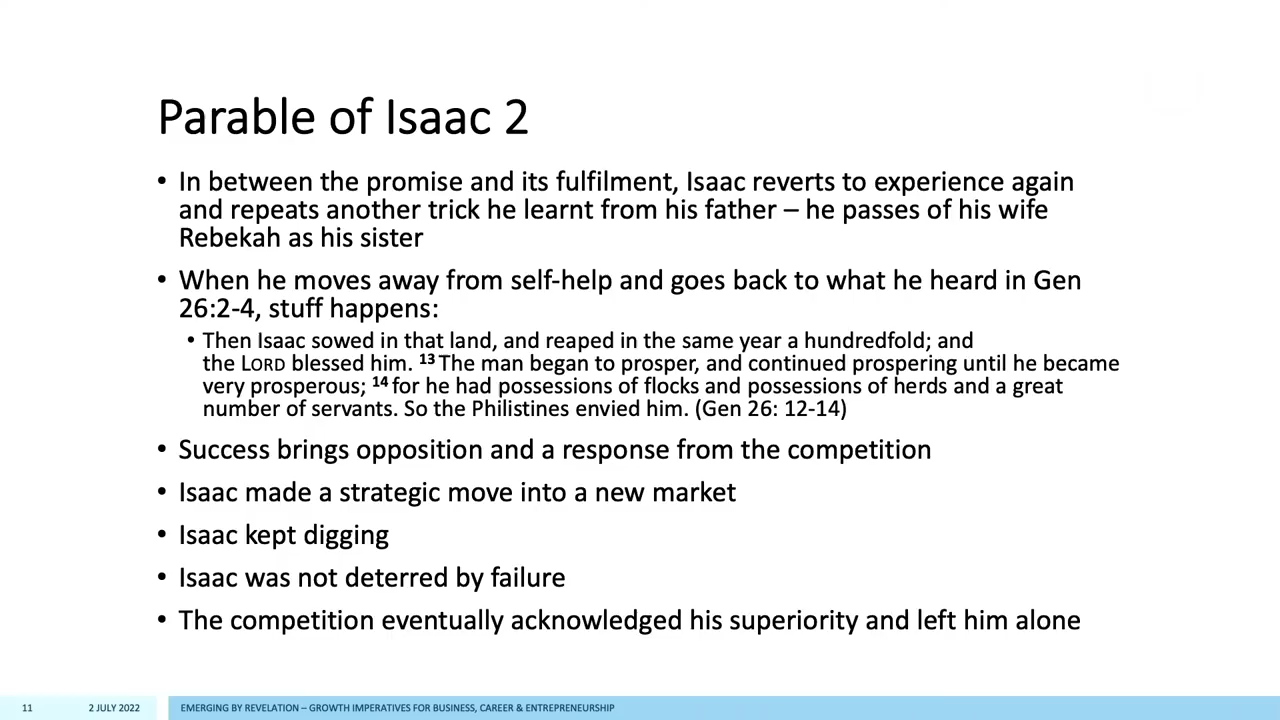 Parable of Isaac 2
• In between the promise and its fulfilment, Isaac reverts to experience again
and repeats another trick he learnt from his father – he passes of his wife
Rebekah as his sister
• When he moves away from self-help and goes back to what he heard in Gen
26:2-4, stuff happens:
• Then Isaac sowed in that land, and reaped in the same year a hundredfold; and
the LORD blessed him. 13 The man began to prosper, and continued prospering until he became
very prosperous; 14 for he had possessions of flocks and possessions of herds and a great
number of servants. So the Philistines envied him. (Gen 26: 12-14)
• Success brings opposition and a response from the competition
• Isaac made a strategic move into a new market
• Isaac kept digging
• Isaac was not deterred by failure
• The competition eventually acknowledged his superiority and left him alone
11 2 JULY 2022 EMERGING BY REVELATION – GROWTH IMPERATIVES FOR BUSINESS, CAREER & ENTREPRENEURSHIP